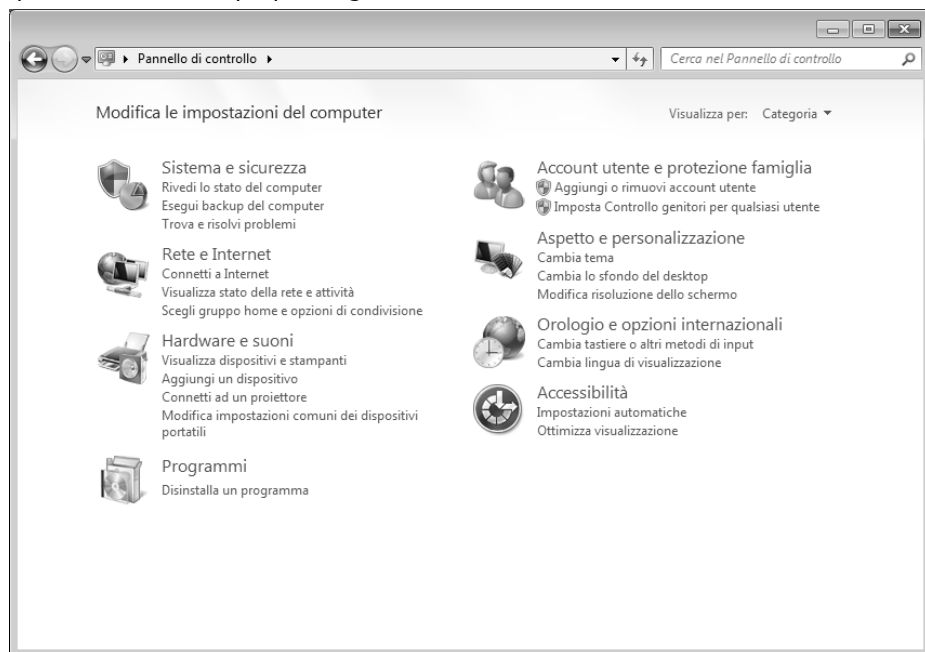 Pannello di controllo
Cerca nel Pannello di controllo
Modifica le impostazioni del computer
Visualizza per: Categoria
Sistema e sicurezza
Rivedi lo stato del computer
Esegui backup del computer
Trova e risolvi problemi
Rete e Internet
Connetti a Internet
Visualizza stato della rete e attività
Scegli gruppo home e opzioni di condivisione
Hardware e suoni
Visualizza dispositivi e stampanti
Aggiungi un dispositivo
Connetti ad un proiettore
Modifica impostazioni comuni dei dispositivi
portatili
Programmi
Disinstalla un programma
Account utente e protezione famiglia
Aggiungi o rimuovi account utente
Imposta Controllo genitori per qualsiasi utente
Aspetto e personalizzazione
Cambia tema
Cambia lo sfondo del desktop
Modifica risoluzione dello schermo
Orologio e opzioni internazionali
Cambia tastiere o altri metodi di input
Cambia lingua di visualizzazione
Accessibilità
Impostazioni automatiche
Ottimizza visualizzazione